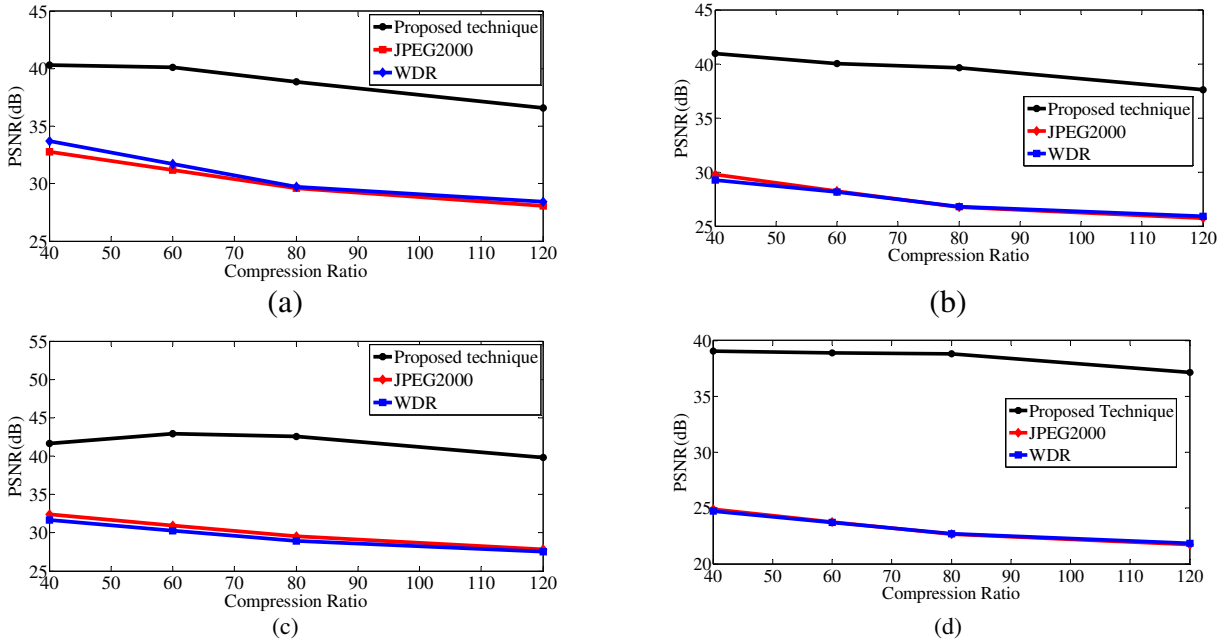 45
40
35
30
25
PSNR(dB)
Proposed technique
JPEG2000
WDR
40 50 60 70 80 90 100 110 120
Compression Ratio
(a)
45
40
35
30
25
PSNR(dB)
Proposed technique
JPEG2000
WDR
40 50 60 70 80 90 100 110 120
Compression Ratio
(b)
55
50
45
40
35
30
25
PSNR(dB)
Proposed technique
JPEG2000
WDR
40 50 60 70 80 90 100 110 120
Compression Ratio
(c)
40
35
30
25
20
PSNR(dB)
Proposed Technique
JPEG2000
WDR
40 50 60 70 80 90 100 110 120
Compression Ratio
(d)